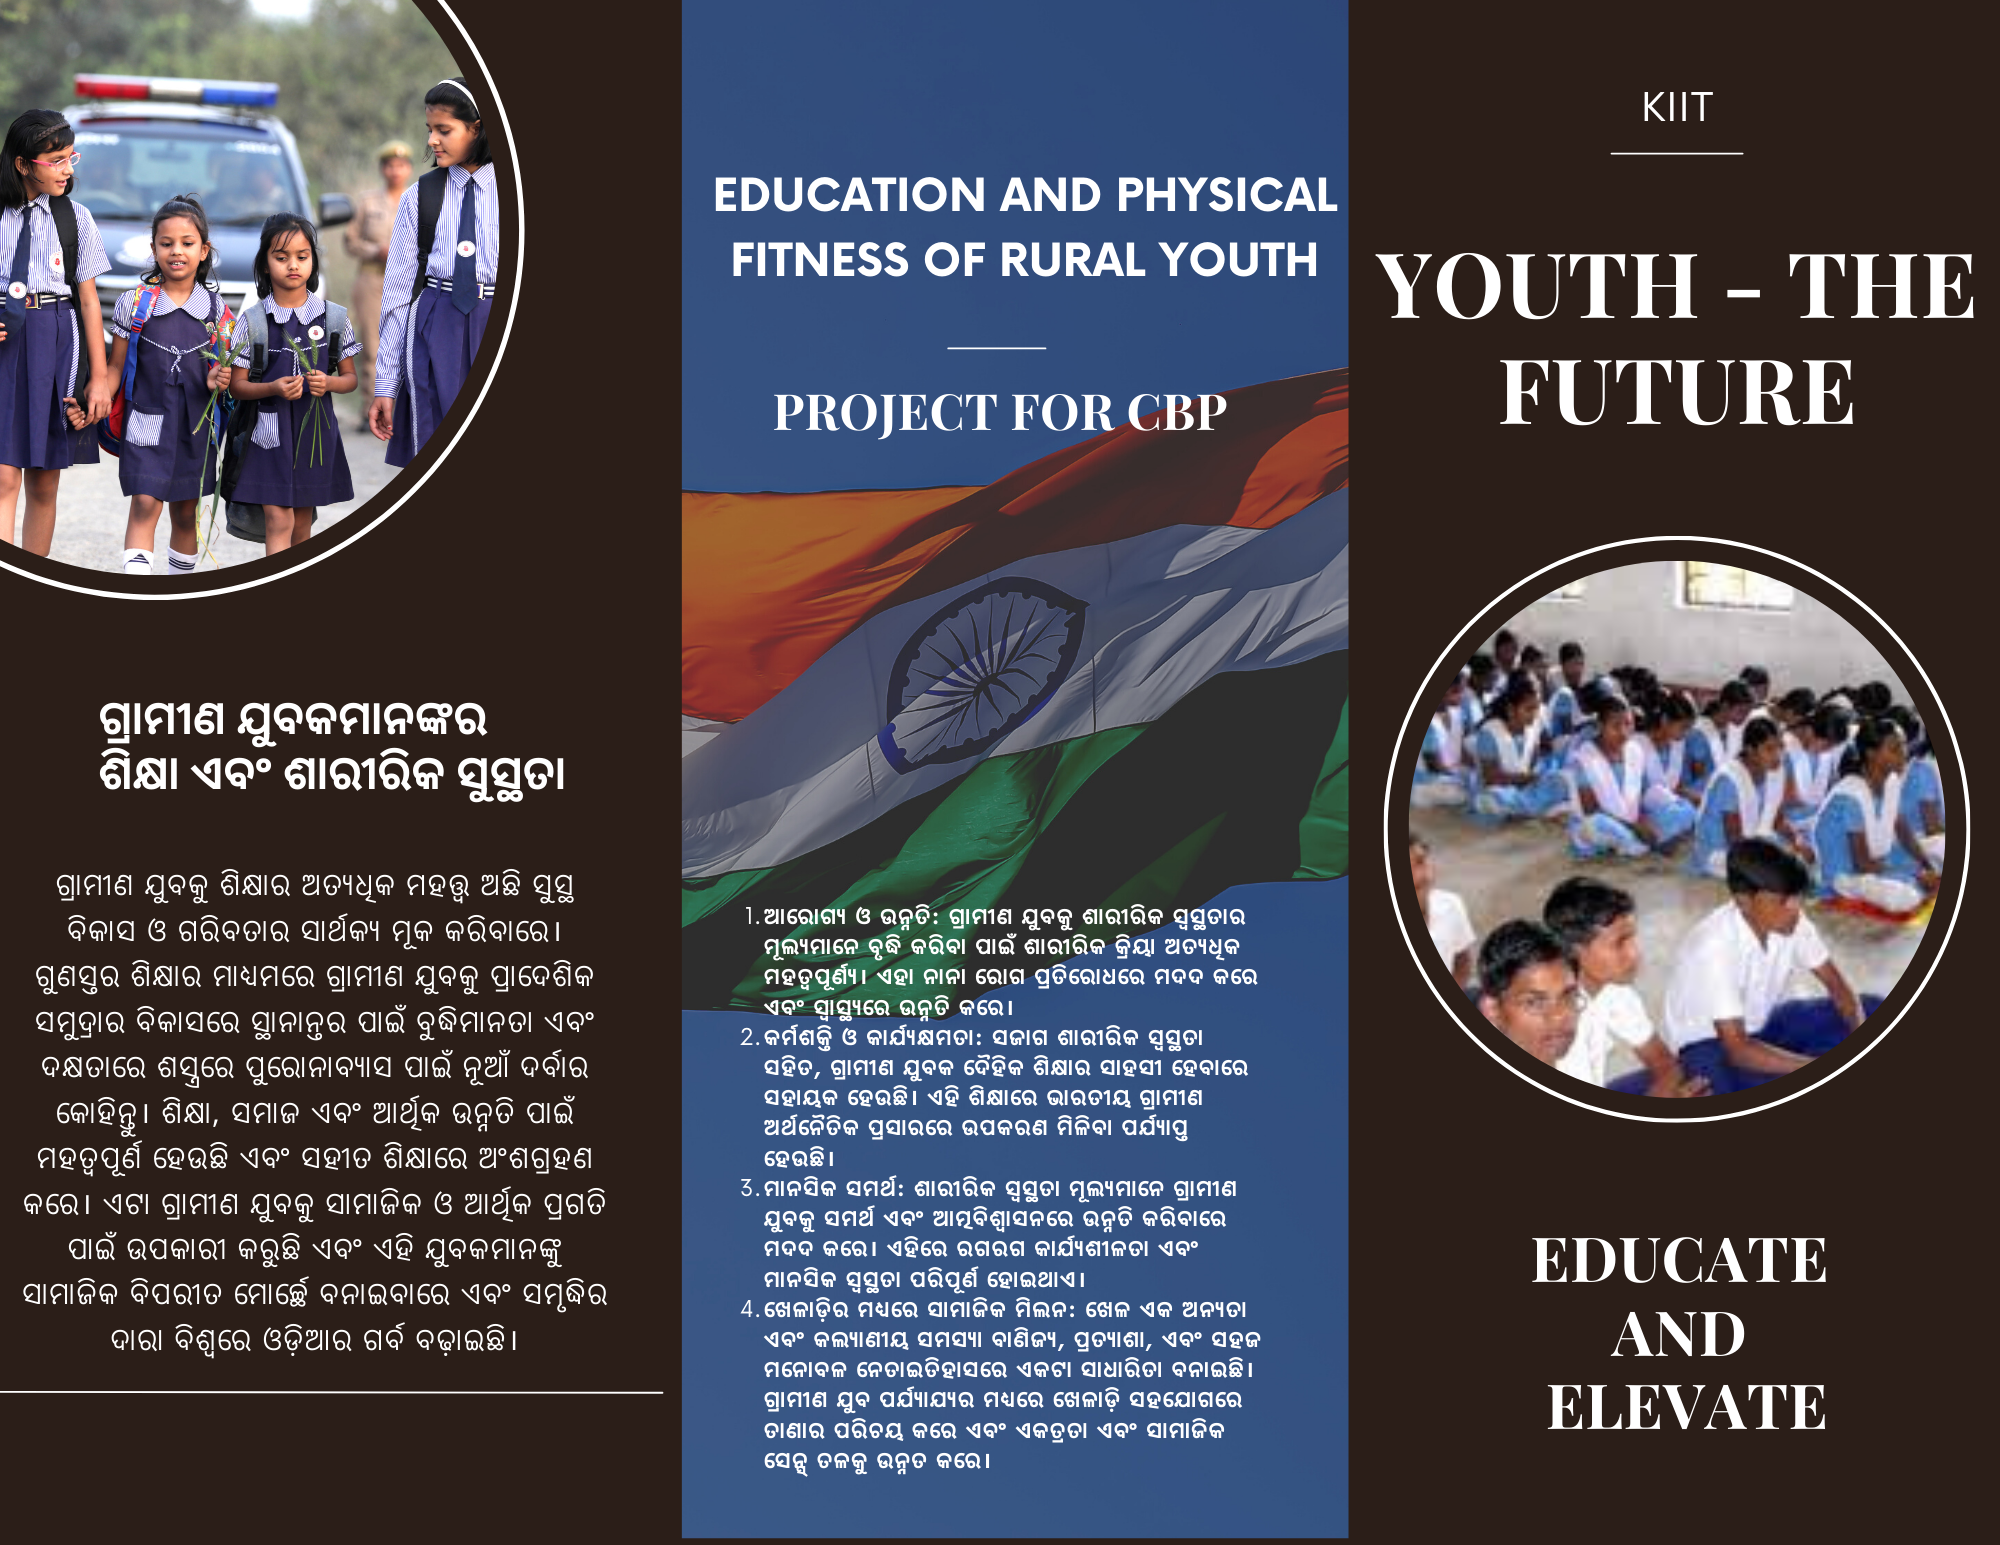 ଗ୍ରାମୀଣ ଯୁବକମାନଙ୍କର
ଶିକ୍ଷା ଏବଂ ଶାରୀରିକ ସୁସ୍ଥତା
ଗ୍ରାମୀଣ ଯୁବକୁ ଶିକ୍ଷାର ଅତ୍ୟଧିକ ମହତ୍ତ୍ୱ ଅଛି ସୁସ୍ଥ
ବିକାସ ଓ ଗରିବତାର ସାର୍ଥକ୍ୟ ମୂକ କରିବାରେ।
ଗୁଣସ୍ତର ଶିକ୍ଷାର ମାଧ୍ୟମରେ ଗ୍ରାମୀଣ ଯୁବକୁ ପ୍ରାଦେଶିକ
ସମୁଦ୍ରାର ବିକାସରେ ସ୍ଥାନାନ୍ତର ପାଇଁ ବୁଦ୍ଧିମାନତା ଏବଂ
ଦକ୍ଷତାରେ ଶସ୍ତ୍ରରେ ପୁରୋନାବ୍ୟାସ ପାଇଁ ନୂଆଁ ଦର୍ବାର
କୋହିନ୍ତୁ। ଶିକ୍ଷା, ସମାଜ ଏବଂ ଆର୍ଥିକ ଉନ୍ନତି ପାଇଁ
ମହତ୍ୱପୂର୍ଣ ହେଉଛି ଏବଂ ସହୀତ ଶିକ୍ଷାରେ ଅଂଶଗ୍ରହଣ
କରେ। ଏଟା ଗ୍ରାମୀଣ ଯୁବକୁ ସାମାଜିକ ଓ ଆର୍ଥିକ ପ୍ରଗତି
ପାଇଁ ଉପକାରୀ କରୁଛି ଏବଂ ଏହି ଯୁବକମାନଙ୍କୁ
ସାମାଜିକ ବିପରୀତ ମୋର୍ଚ୍ଛେ ବନାଇବାରେ ଏବଂ ସମୃଦ୍ଧିର
ଦାରା ବିଶ୍ୱରେ ଓଡ଼ିଆର ଗର୍ବ ବଢ଼ାଇଛି।
EDUCATION AND PHYSICAL
FITNESS OF RURAL YOUTH
PROJECT FOR CBP
1. ଆରୋଗ୍ୟ ଓ ଉନ୍ନତି: ଗ୍ରାମୀଣ ଯୁବକୁ ଶାରୀରିକ ସ୍ୱସ୍ଥତାର
ମୂଲ୍ୟମାନେ ବୃଦ୍ଧି କରିବା ପାଇଁ ଶାରୀରିକ କ୍ରିୟା ଅତ୍ୟଧିକ
ମହତ୍ୱପୂର୍ଣ୍ୟ। ଏହା ନାନା ରୋଗ ପ୍ରତିରୋଧରେ ମଦଦ କରେ
ଏବଂ ସ୍ୱାସ୍ଥ୍ୟରେ ଉନ୍ନତି କରେ।
2. କର୍ମଶକ୍ତି ଓ କାର୍ଯ୍ୟକ୍ଷମତା: ସଜାଗ ଶାରୀରିକ ସ୍ୱସ୍ଥତା
ସହିତ, ଗ୍ରାମୀଣ ଯୁବକ ଦୈହିକ ଶିକ୍ଷାର ସାହସୀ ହେବାରେ
ସହାୟକ ହେଉଛି। ଏହି ଶିକ୍ଷାରେ ଭାରତୀୟ ଗ୍ରାମୀଣ
ଅର୍ଥନୈତିକ ପ୍ରସାରରେ ଉପକରଣ ମିଳିବା ପର୍ଯ୍ୟାପ୍ତ
ହେଉଛି।
3. ମାନସିକ ସମର୍ଥ: ଶାରୀରିକ ସ୍ୱସ୍ଥତା ମୂଲ୍ୟମାନେ ଗ୍ରାମୀଣ
ଯୁବକୁ ସମର୍ଥ ଏବଂ ଆତ୍ମବିଶ୍ୱାସନରେ ଉନ୍ନତି କରିବାରେ
ମଦଦ କରେ। ଏହିରେ ରଗରଗ କାର୍ଯ୍ୟଶୀଳତା ଏବଂ
ମାନସିକ ସ୍ୱସ୍ଥତା ପରିପୂର୍ଣ ହୋଇଥାଏ।
4. ଖେଳାଡ଼ିର ମଧ୍ୟରେ ସାମାଜିକ ମିଲନ: ଖେଳ ଏକ ଅନ୍ୟତା
ଏବଂ କଲ୍ୟାଣୀୟ ସମସ୍ୟା ବାଣିଜ୍ୟ, ପ୍ରତ୍ୟାଶା, ଏବଂ ସହଜ
ମନୋବଳ ନେତାଇତିହାସରେ ଏକଟା ସାଧାରିତା ବନାଇଛି।
ଗ୍ରାମୀଣ ଯୁବ ପର୍ଯ୍ୟାଯ୍ୟର ମଧ୍ୟରେ ଖେଳାଡ଼ି ସହଯୋଗରେ
ତାଣାର ପରିଚୟ କରେ ଏବଂ ଏକତ୍ରତା ଏବଂ ସାମାଜିକ
ସେନ୍ସ୍ ତଳକୁ ଉନ୍ନତ କରେ।
KIIT
YOUTH – THE
FUTURE
EDUCATE
AND
ELEVATE